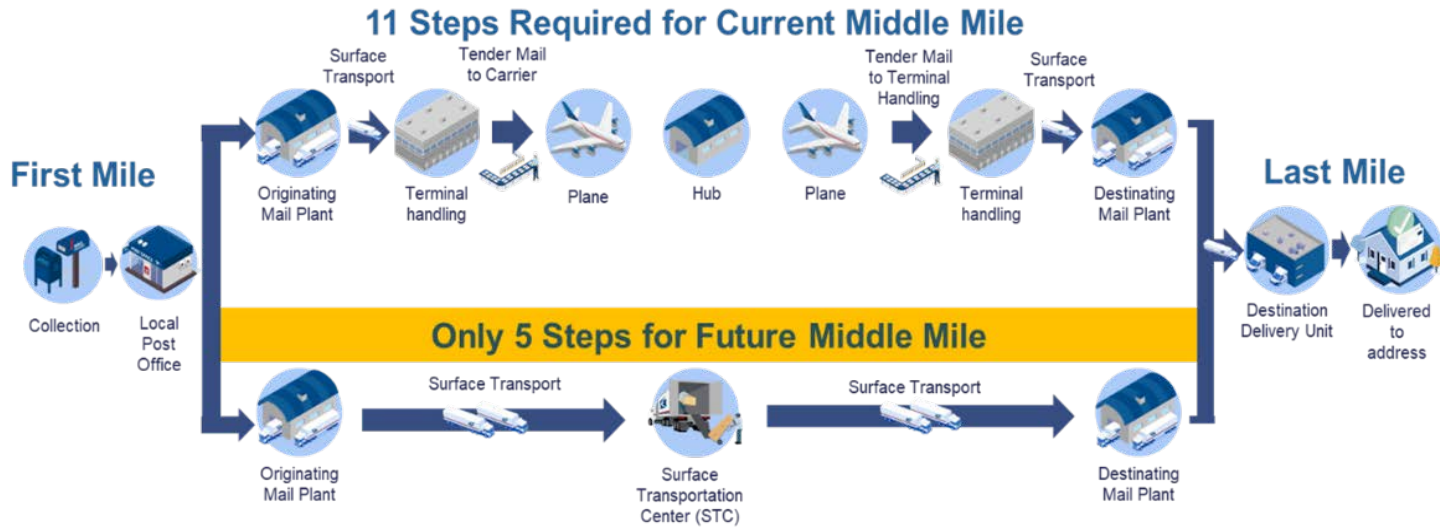 11 Steps Required for Current Middle Mile
Surface
Transport
Tender Mail
to Carrier
Tender Mail
to Terminal
Handling
Surface
Transport
Originating
Mail Plant
Terminal
handling
Plane
Hub
Plane
Terminal
handling
Destinating
Mail Plant
First Mile
Collection
Local
Post
Office
Last Mile
Destination
Delivery Unit
Delivered
to
address
Only 5 Steps for Future Middle Mile
Surface Transport
Surface Transport
Originating
Mail Plant
Surface
Transportation
Center (STC)
Destinating
Mail Plant